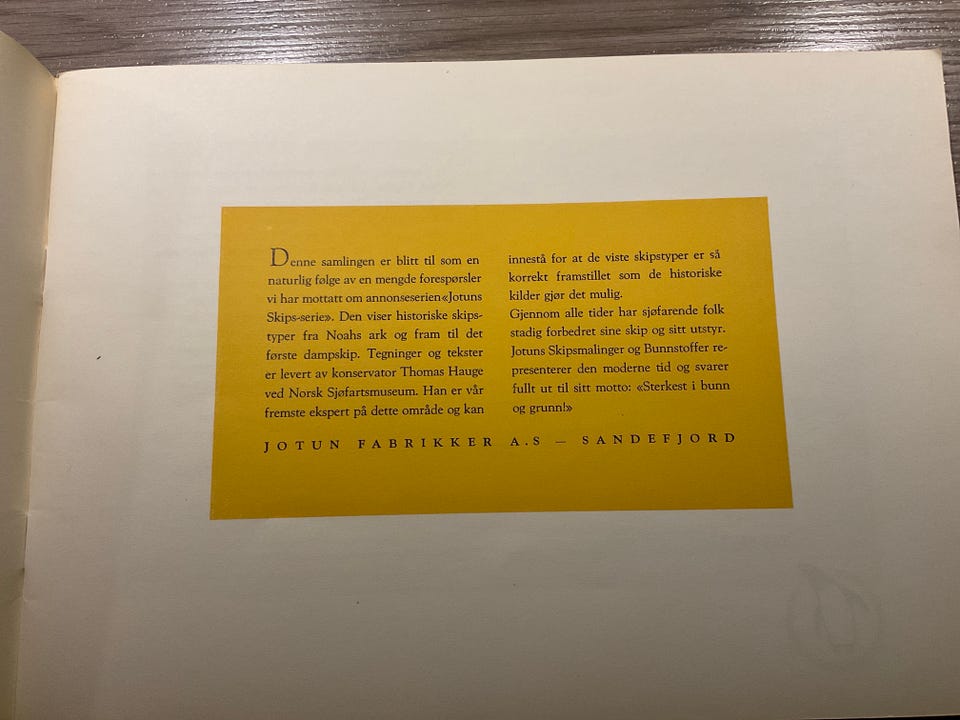 Denne samlingen er blitt til som en
naturlig følge av en mengde forespørsler
vi har mottatt om annonseserien «Jotuns
Skips-serie». Den viser historiske skips-
typer fra Noahs ark og fram til det
første dampskip. Tegninger og tekster
er levert av konservator Thomas Hauge
ved Norsk Sjøfartsmuseum. Han er vår
fremste ekspert på dette område og kan
innestå for at de viste skipstyper er så
korrekt framstillet som de historiske
kilder gjør det mulig.
Gjennom alle tider har sjøfarende folk
stadig forbedret sine skip og sitt utstyr.
Jotuns Skipsmalinger og Bunnstoffer re-
presenterer den moderne tid og svarer
fullt ut til sitt motto: «Sterkest i bunn
og grunn!»
JOTUN FABRIKKER A.S — SANDEFJORD